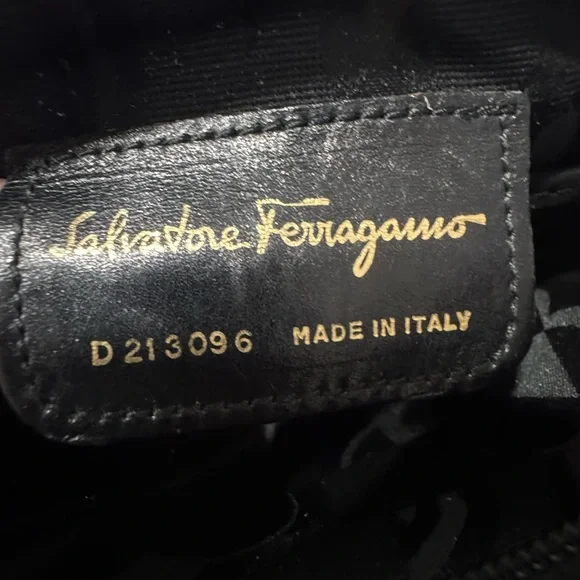 Salvatore Ferragamo
D 213096 MADE IN ITALY